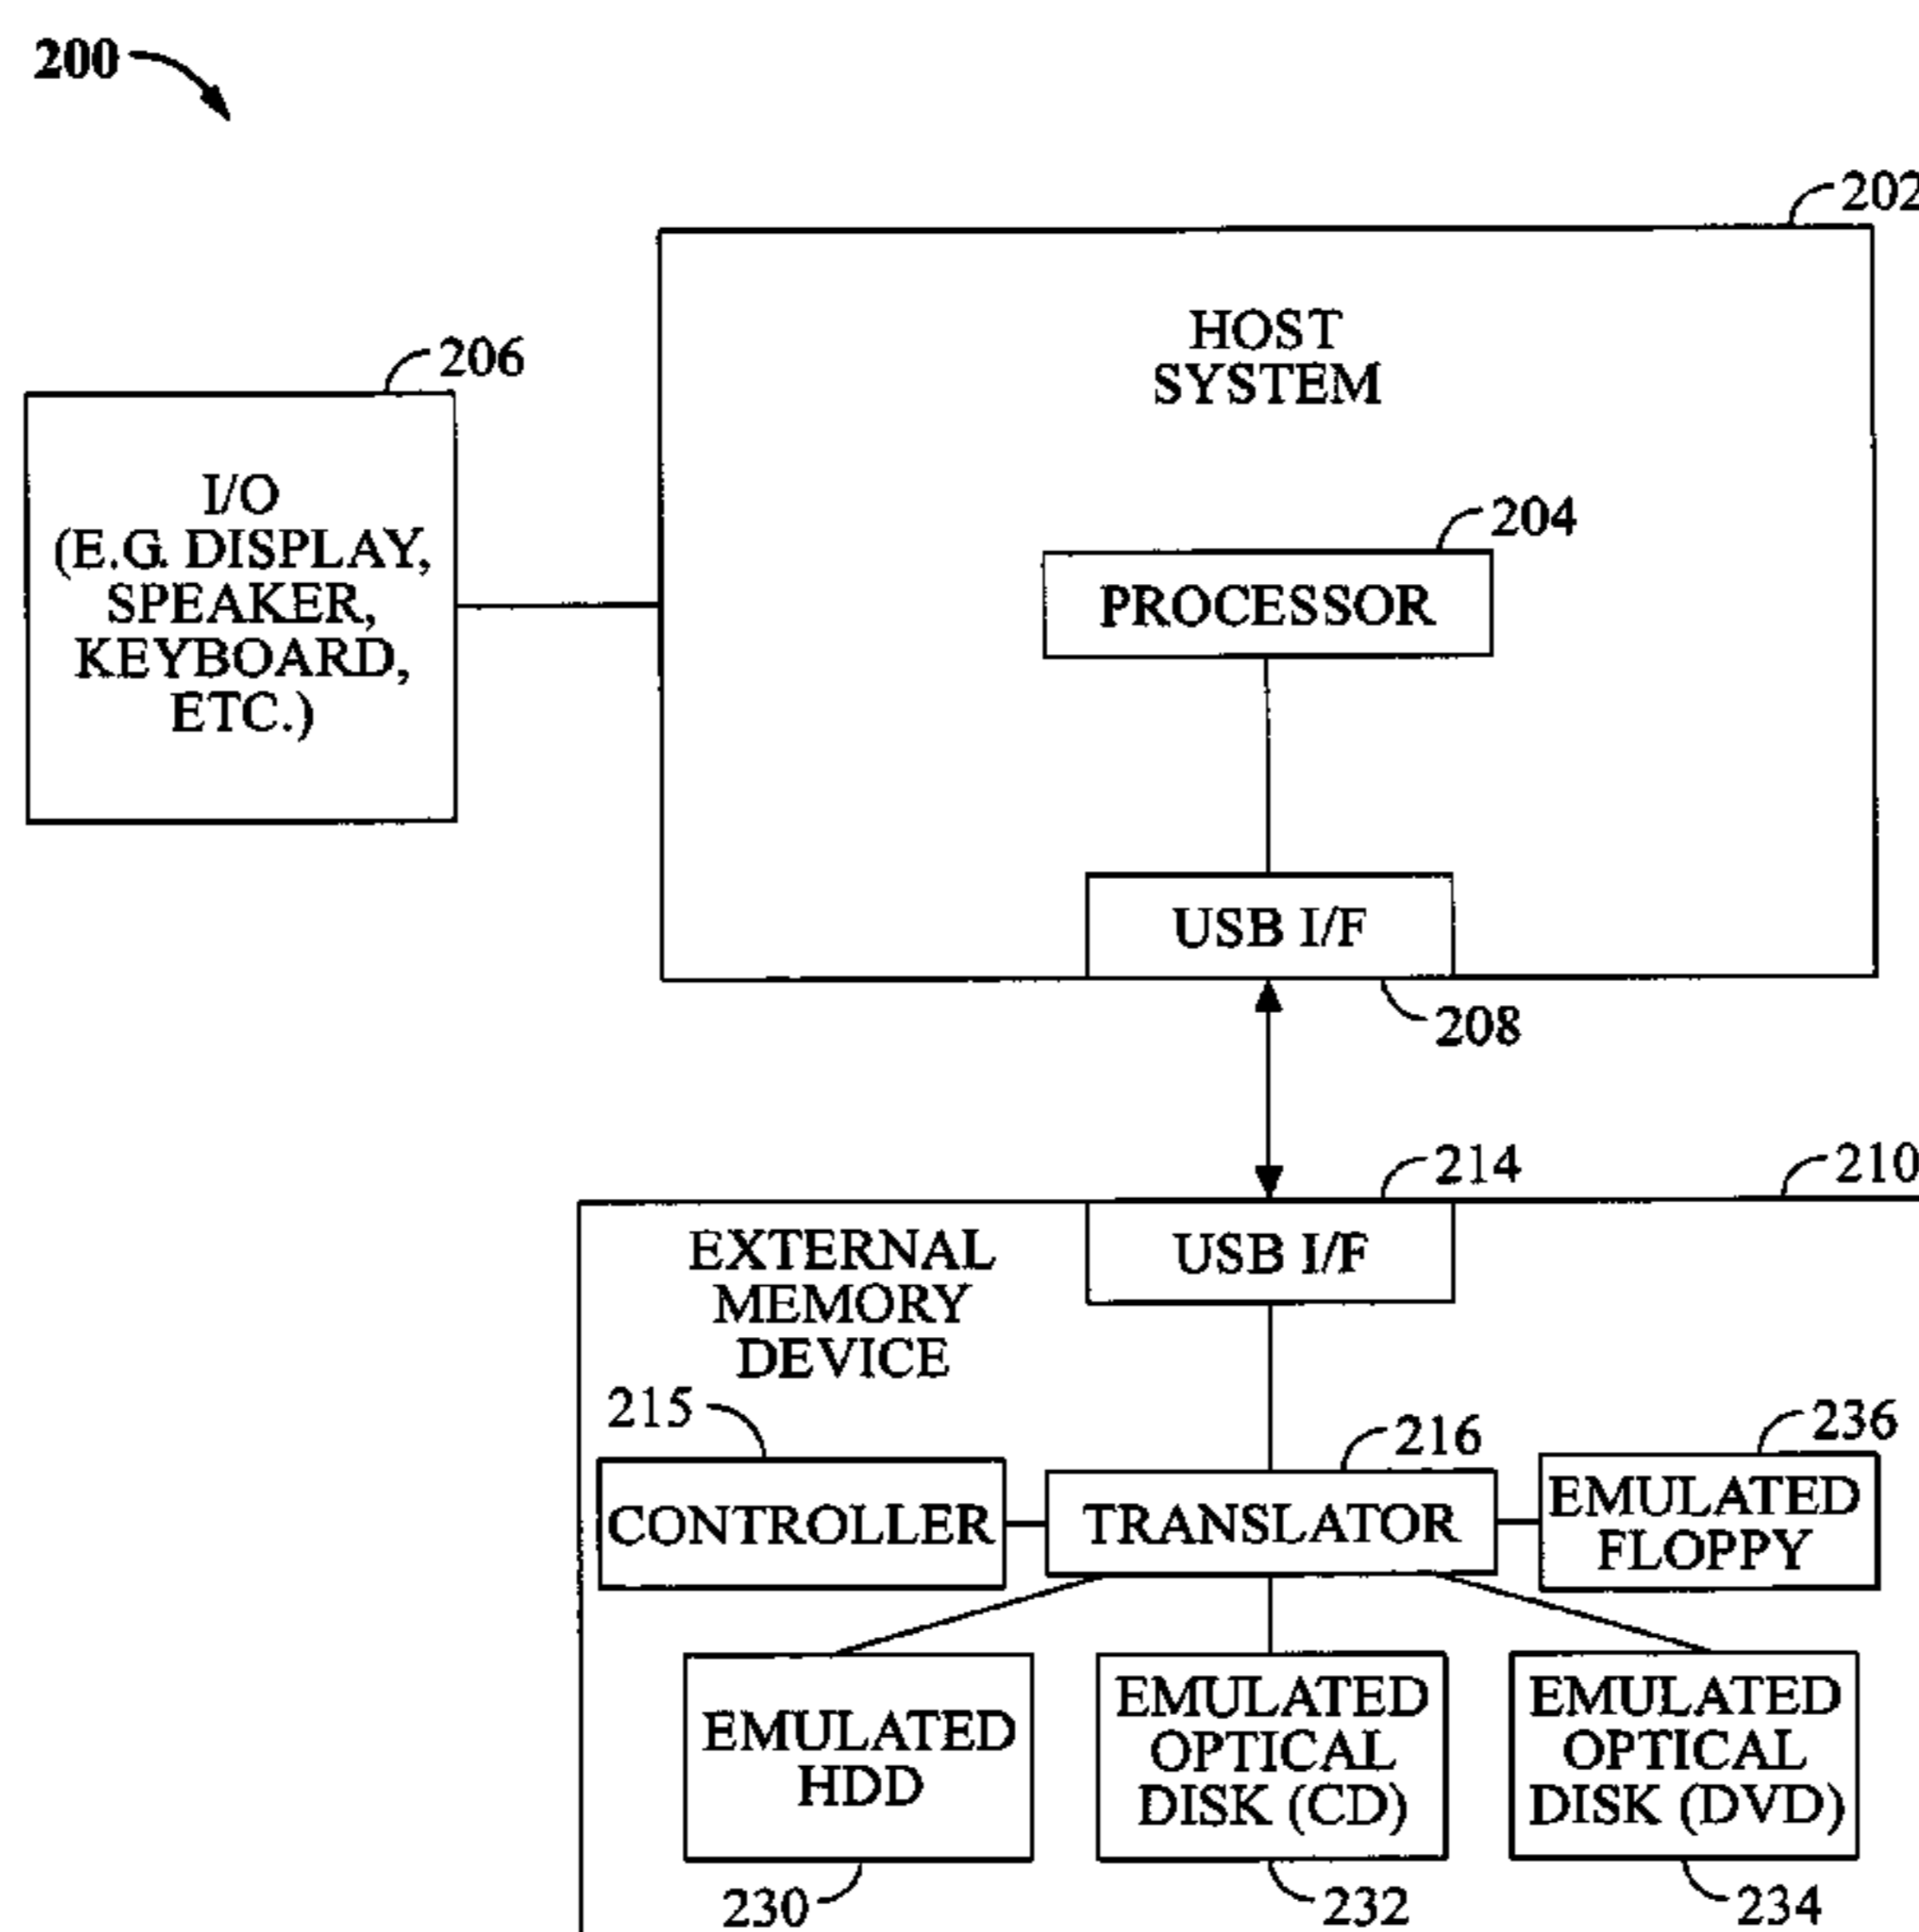 200
202
HOST
SYSTEM
206
I/O
(E.G. DISPLAY,
SPEAKER,
KEYBOARD,
ETC.)
204
PROCESSOR
USB I/F
208
214
210
USB I/F
EXTERNAL
MEMORY
DEVICE
215
216
236
CONTROLLER
TRANSLATOR
EMULATED
FLOPPY
EMULATED
HDD
EMULATED
OPTICAL
DISK (CD)
EMULATED
OPTICAL
DISK (DVD)
230
232
234